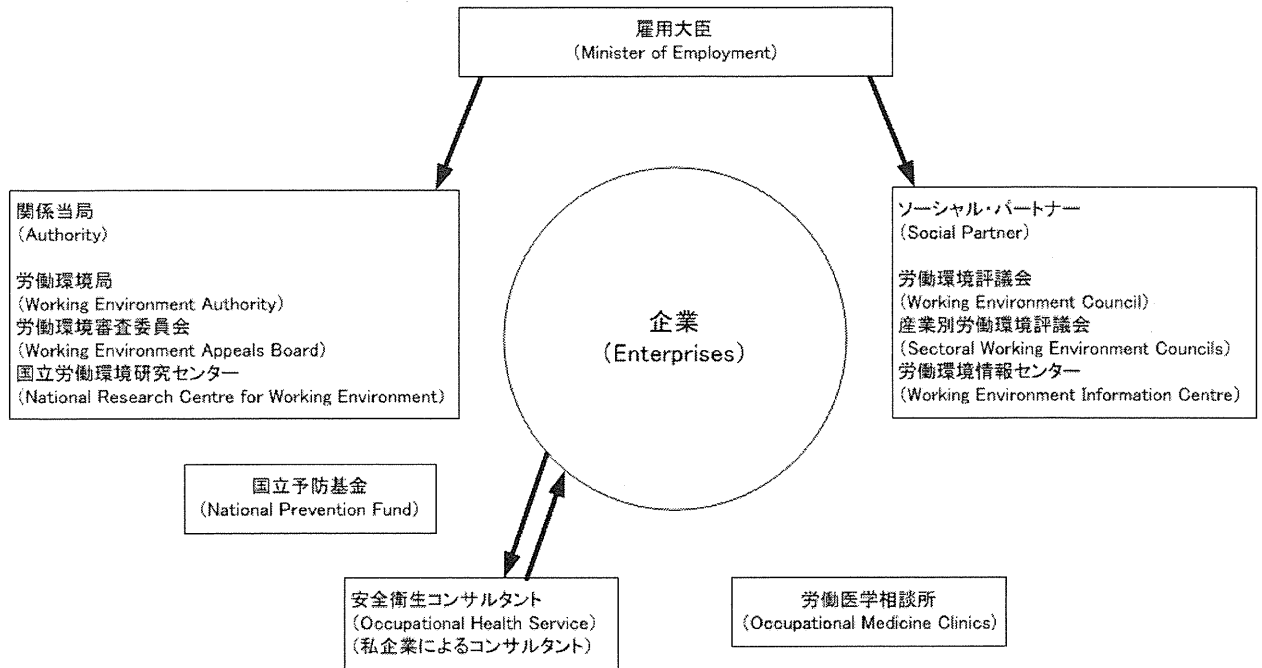 雇用大臣
(Minister of Employment)
関係当局
(Authority)
労働環境局
(Working Environment Authority)
労働環境審査委員会
(Working Environment Appeals Board)
国立労働環境研究センター
(National Research Centre for Working Environment)
企業
(Enterprises)
ソーシャル・パートナー
(Social Partner)
労働環境評議会
(Working Environment Council)
産業別労働環境評議会
(Sectoral Working Environment Councils)
労働環境情報センター
(Working Environment Information Centre)
国立予防基金
(National Prevention Fund)
安全衛生コンサルタント
(Occupational Health Service)
(私企業によるコンサルタント)
労働医学相談所
(Occupational Medicine Clinics)